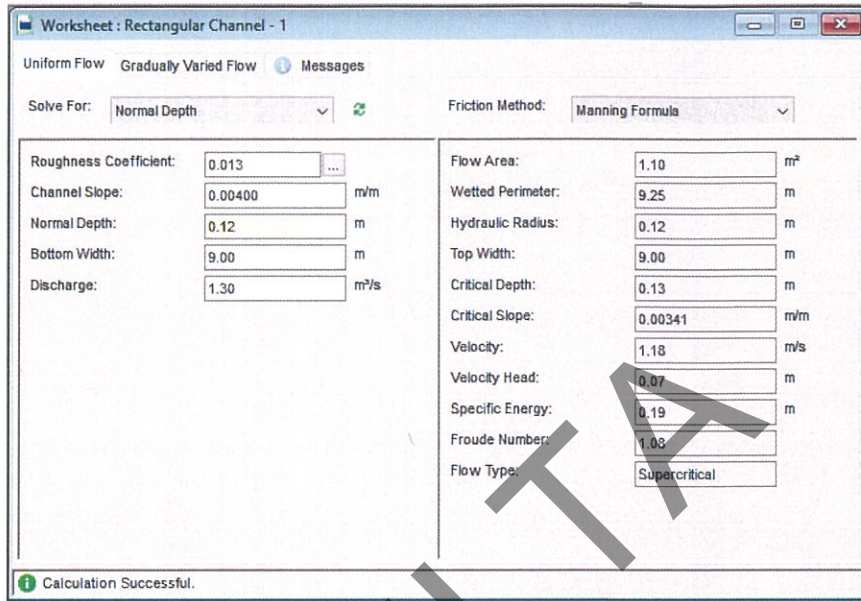 Worksheet : Rectangular Channel - 1
Uniform Flow Gradually Varied Flow Messages
Solve For: Normal Depth Friction Method: Manning Formula
Roughness Coefficient: 0.013 ...
Channel Slope: 0.00400 m/m
Normal Depth: 0.12 m
Bottom Width: 9.00 m
Discharge: 1.30 m³/s
Flow Area: 1.10 m²
Wetted Perimeter: 9.25 m
Hydraulic Radius: 0.12 m
Top Width: 9.00 m
Critical Depth: 0.13 m
Critical Slope: 0.00341 m/m
Velocity: 1.18 m/s
Velocity Head: 0.07 m
Specific Energy: 0.19 m
Froude Number: 1.08
Flow Type: Supercritical
Calculation Successful.
TA